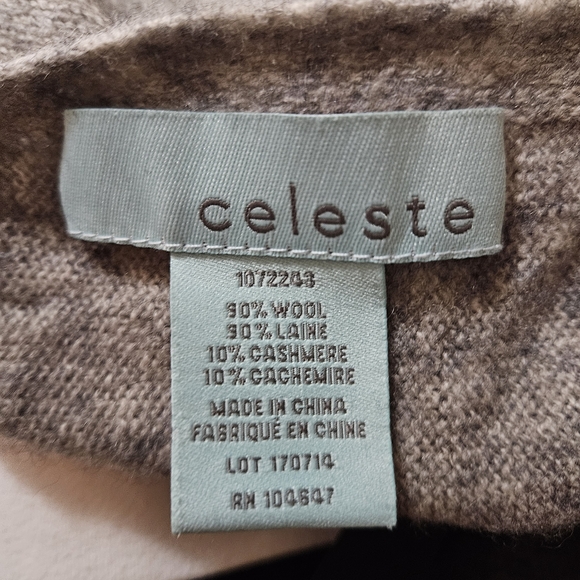 celeste
1072243
90% WOOL
90% LAINE
10% CASHMERE
10% CACHEMIRE
MADE IN CHINA
FABRIQUÉ EN CHINE
LOT 170714
RN 104647